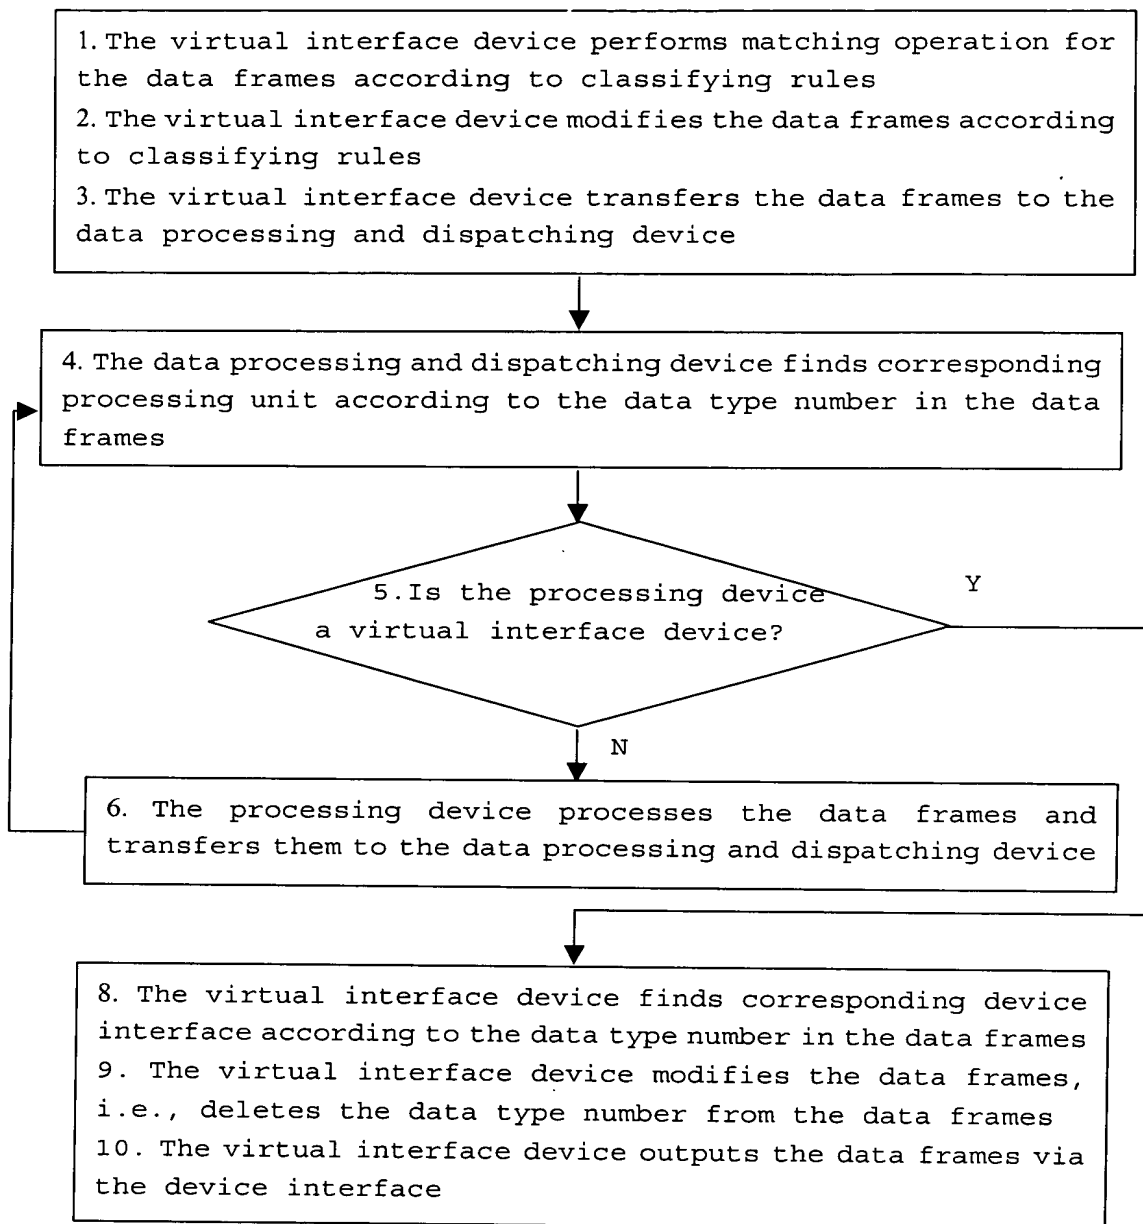 1. The virtual interface device performs matching operation for
the data frames according to classifying rules
2. The virtual interface device modifies the data frames according
to classifying rules
3. The virtual interface device transfers the data frames to the
data processing and dispatching device
4. The data processing and dispatching device finds corresponding
processing unit according to the data type number in the data
frames
5.Is the processing device
a virtual interface device?
Y
N
6. The processing device processes the data frames and
transfers them to the data processing and dispatching device
8. The virtual interface device finds corresponding device
interface according to the data type number in the data frames
9. The virtual interface device modifies the data frames,
i.e., deletes the data type number from the data frames
10. The virtual interface device outputs the data frames via
the device interface